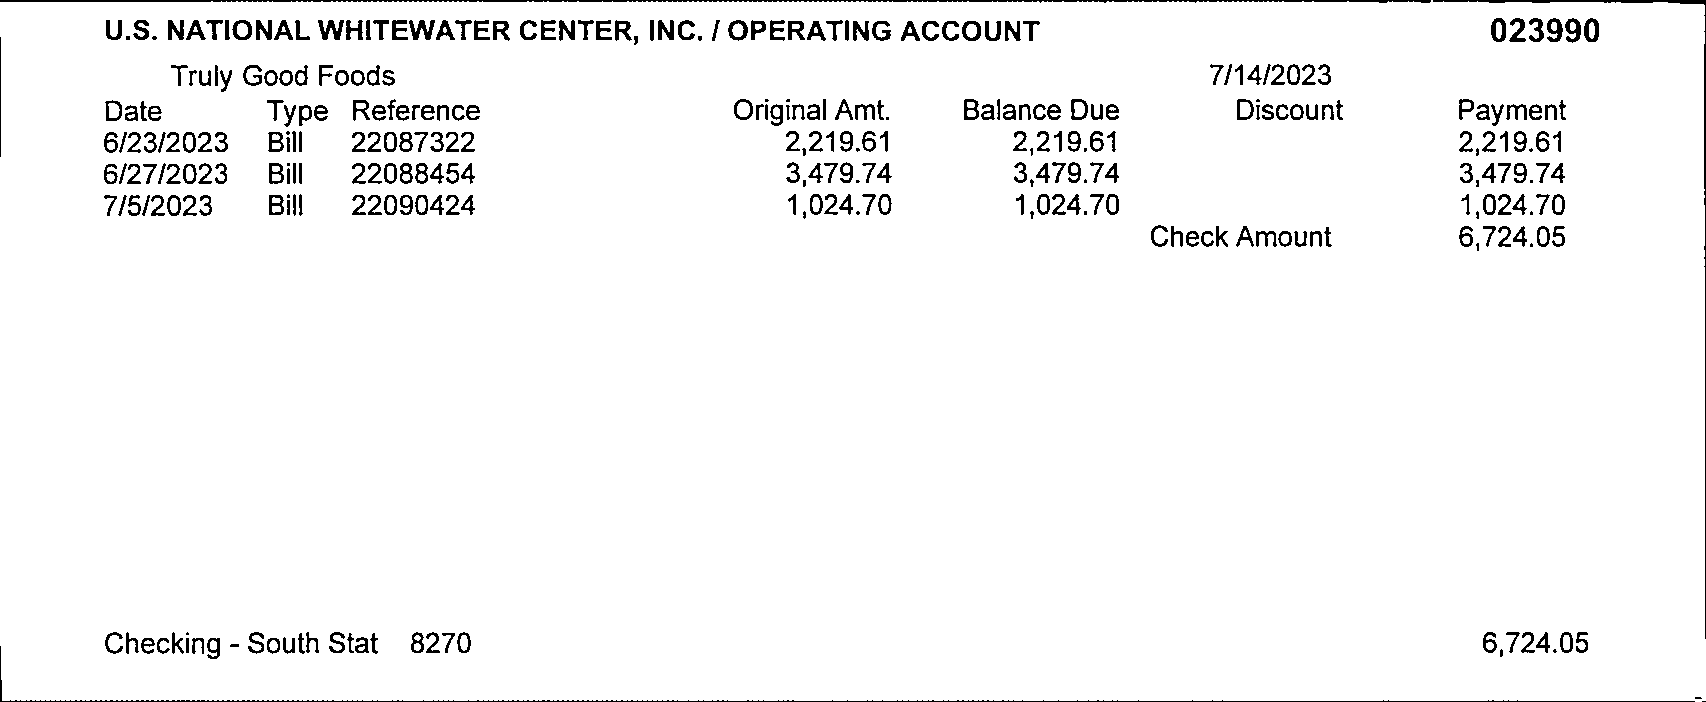 U.S. NATIONAL WHITEWATER CENTER, INC. / OPERATING ACCOUNT 023990
Truly Good Foods 7/14/2023
Date Type Reference Original Amt. Balance Due Discount Payment
6/23/2023 Bill 22087322 2,219.61 2,219.61 2,219.61
6/27/2023 Bill 22088454 3,479.74 3,479.74 3,479.74
7/5/2023 Bill 22090424 1,024.70 1,024.70 1,024.70
Check Amount 6,724.05
Checking - South Stat 8270 6,724.05